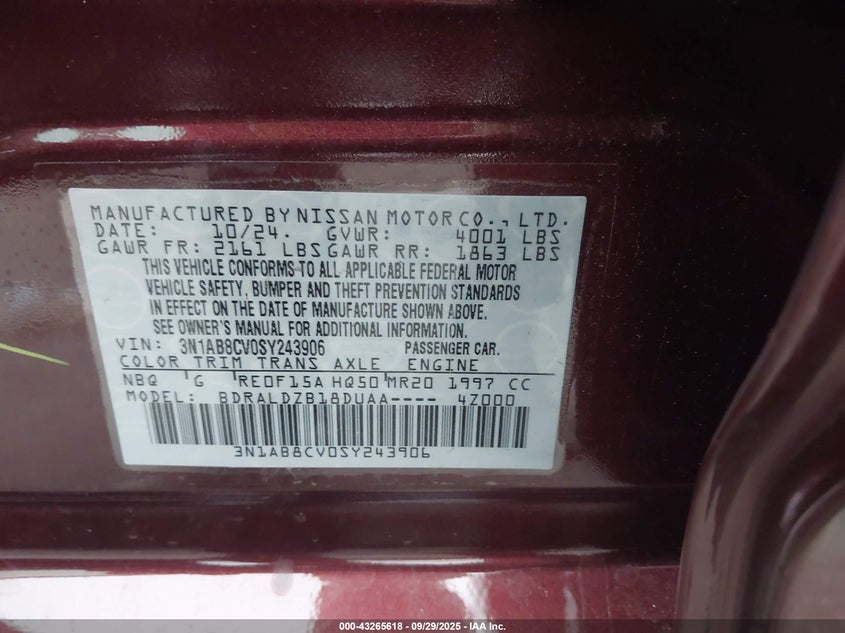 MANUFACTURED BY NISSAN MOTOR CO., LTD.
DATE: 10/24. GVWR: 4001 LBS
GAWR FR: 2161 LBS GAWR RR: 1863 LBS
THIS VEHICLE CONFORMS TO ALL APPLICABLE FEDERAL MOTOR
VEHICLE SAFETY, BUMPER AND THEFT PREVENTION STANDARDS
IN EFFECT ON THE DATE OF MANUFACTURE SHOWN ABOVE.
SEE OWNER'S MANUAL FOR ADDITIONAL INFORMATION.
VIN: 3N1AB8CV0SY243906 PASSENGER CAR.
COLOR TRIM TRANS AXLE ENGINE
NBQ G RE0F15A HQ50 MR20 1997 CC
MODEL: BDRALDZB18DUAA---- 4Z000
3N1AB8CV0SY243906
000-43265618 - 09/29/2025 - IAA Inc.